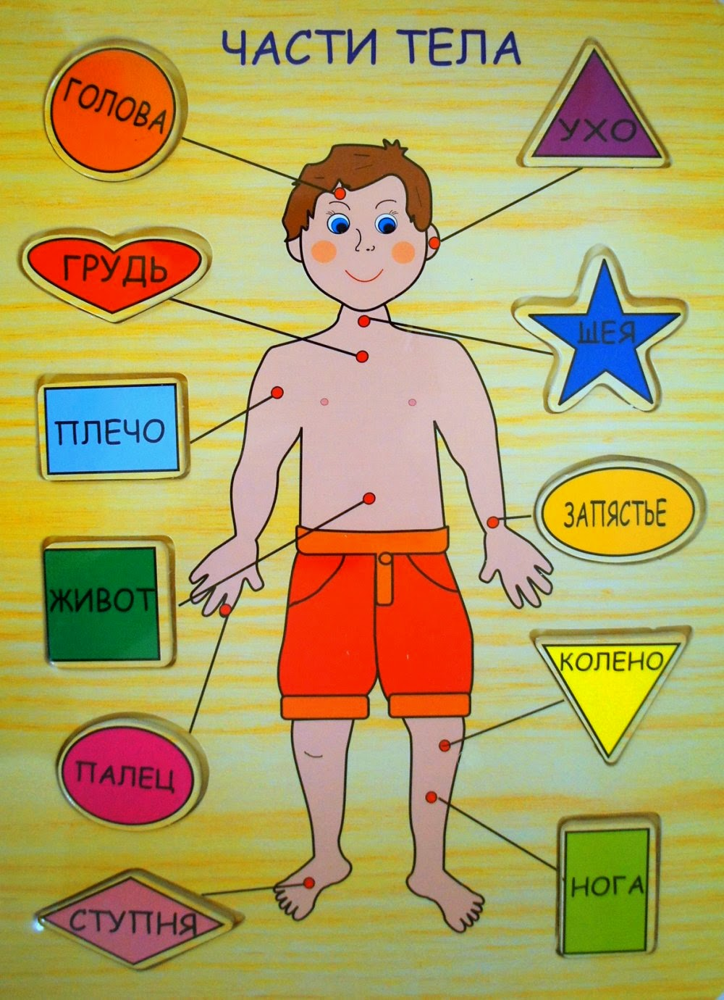 ЧАСТИ ТЕЛА
ГОЛОВА
УХО
ГРУДЬ
ШЕЯ
ПЛЕЧО
ЗАПЯСТЬЕ
ЖИВОТ
КОЛЕНО
ПАЛЕЦ
НОГА
СТУПНЯ